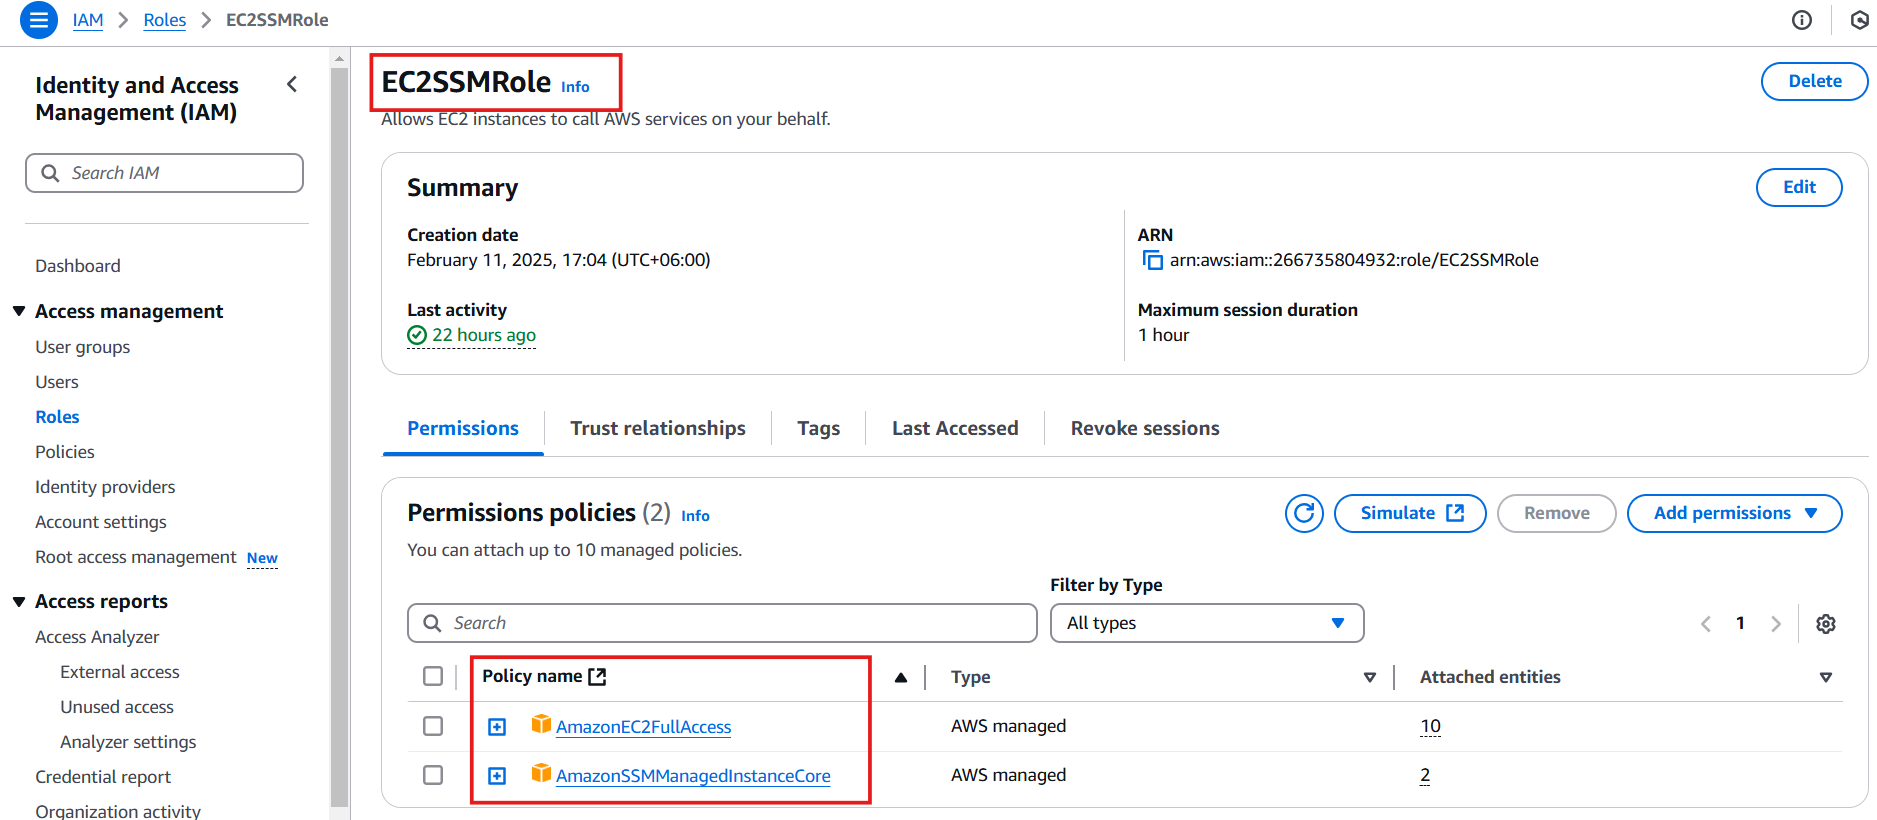 IAM > Roles > EC2SSMRole
Identity and Access
Management (IAM)
Search IAM
Dashboard
Access management
User groups
Users
Roles
Policies
Identity providers
Account settings
Root access management New
Access reports
Access Analyzer
External access
Unused access
Analyzer settings
Credential report
Organization activity
EC2SSMRole Info
Delete
Allows EC2 instances to call AWS services on your behalf.
Summary
Edit
Creation date
February 11, 2025, 17:04 (UTC+06:00)
ARN
arn:aws:iam::266735804932:role/EC2SSMRole
Last activity
22 hours ago
Maximum session duration
1 hour
Permissions Trust relationships Tags Last Accessed Revoke sessions
Permissions policies (2) Info
Simulate Remove Add permissions
You can attach up to 10 managed policies.
Filter by Type
Search
All types
1
Policy name Type Attached entities
AmazonEC2FullAccess AWS managed 10
AmazonSSMManagedInstanceCore AWS managed 2